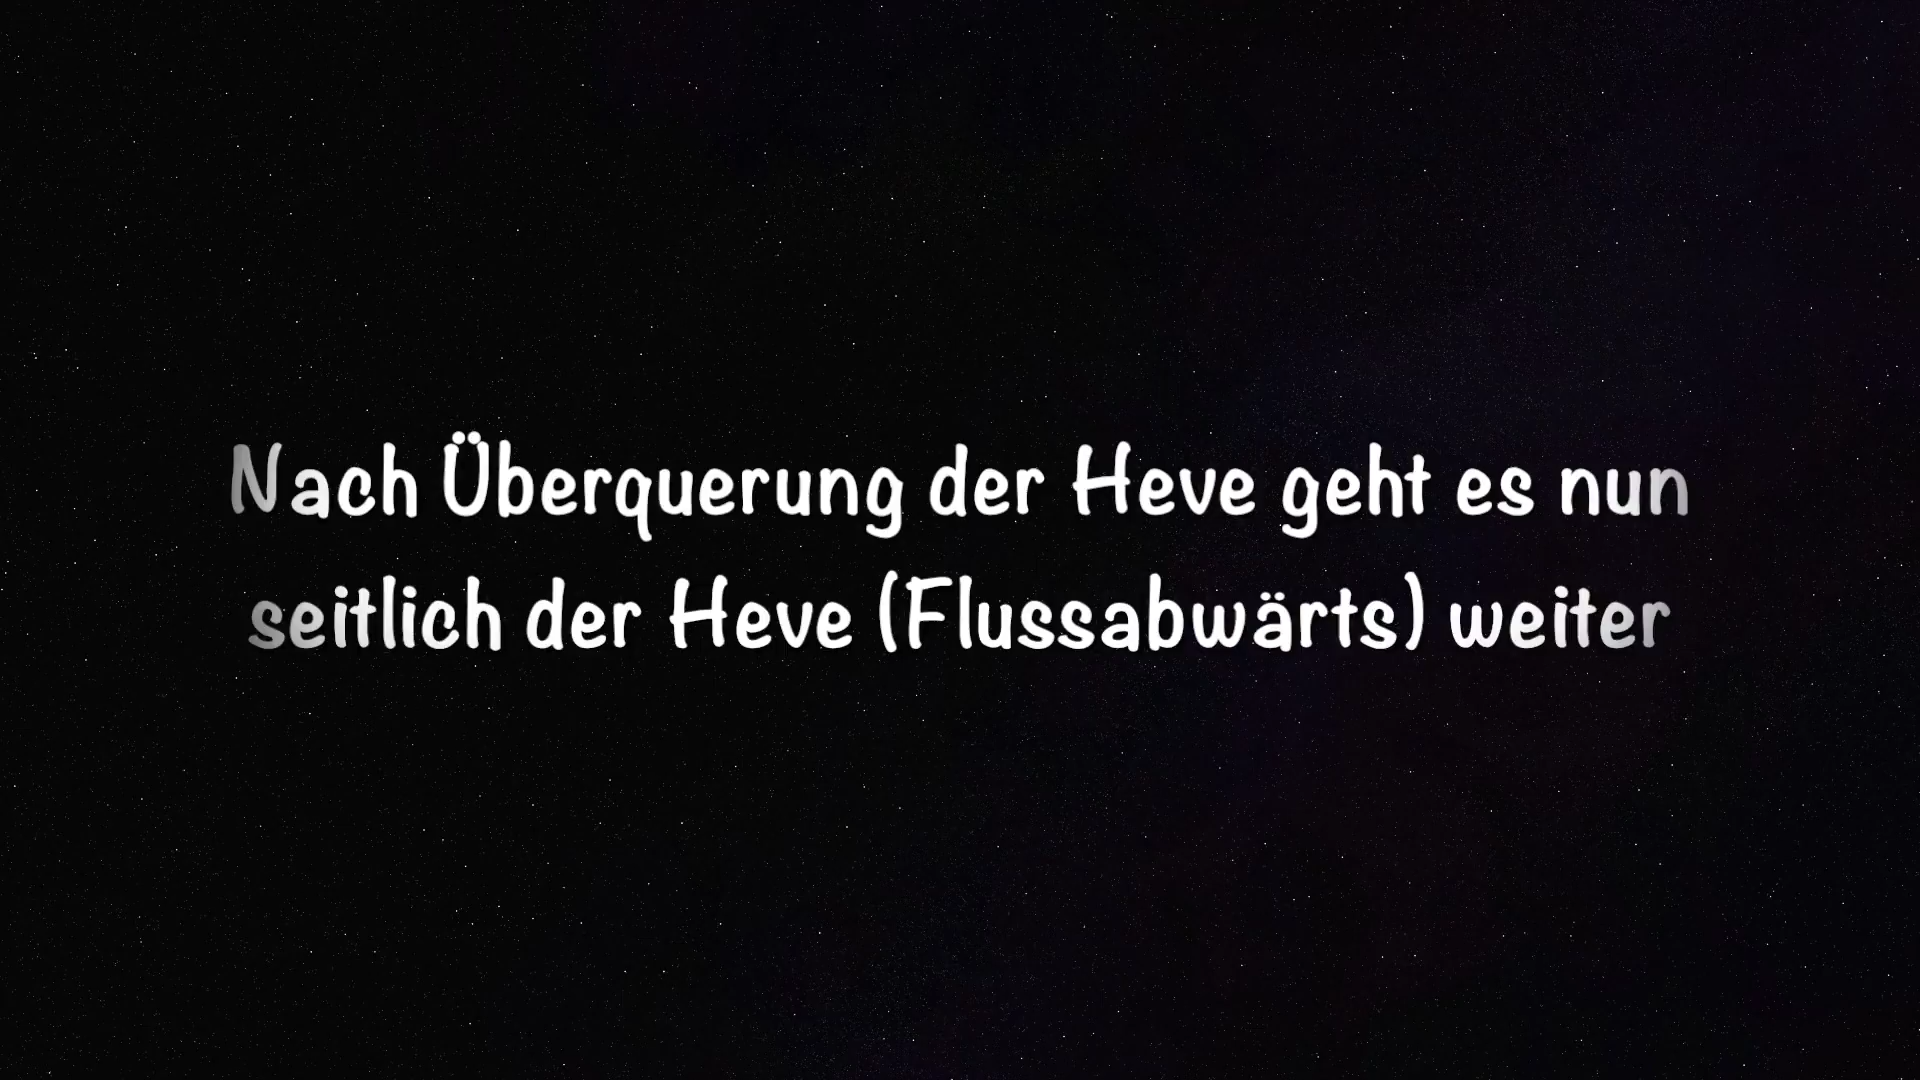 Nach Überquerung der Heve geht es nun
seitlich der Heve (Flussabwärts) weiter